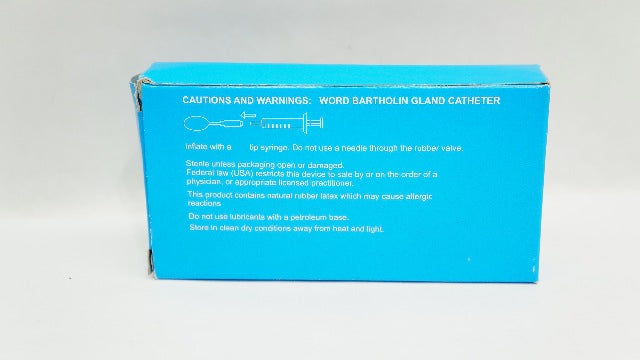 CAUTIONS AND WARNINGS: WORD BARTHOLIN GLAND CATHETER
Inflate with a tip syringe. Do not use a needle through the rubber valve.
Sterile unless packaging open or damaged.
Federal law (USA) restricts this device to sale by or on the order of a
physician, or appropriate licensed practitioner.
This product contains natural rubber latex which may cause allergic
reactions
Do not use lubricants with a petroleum base.
Store in clean dry conditions away from heat and light.